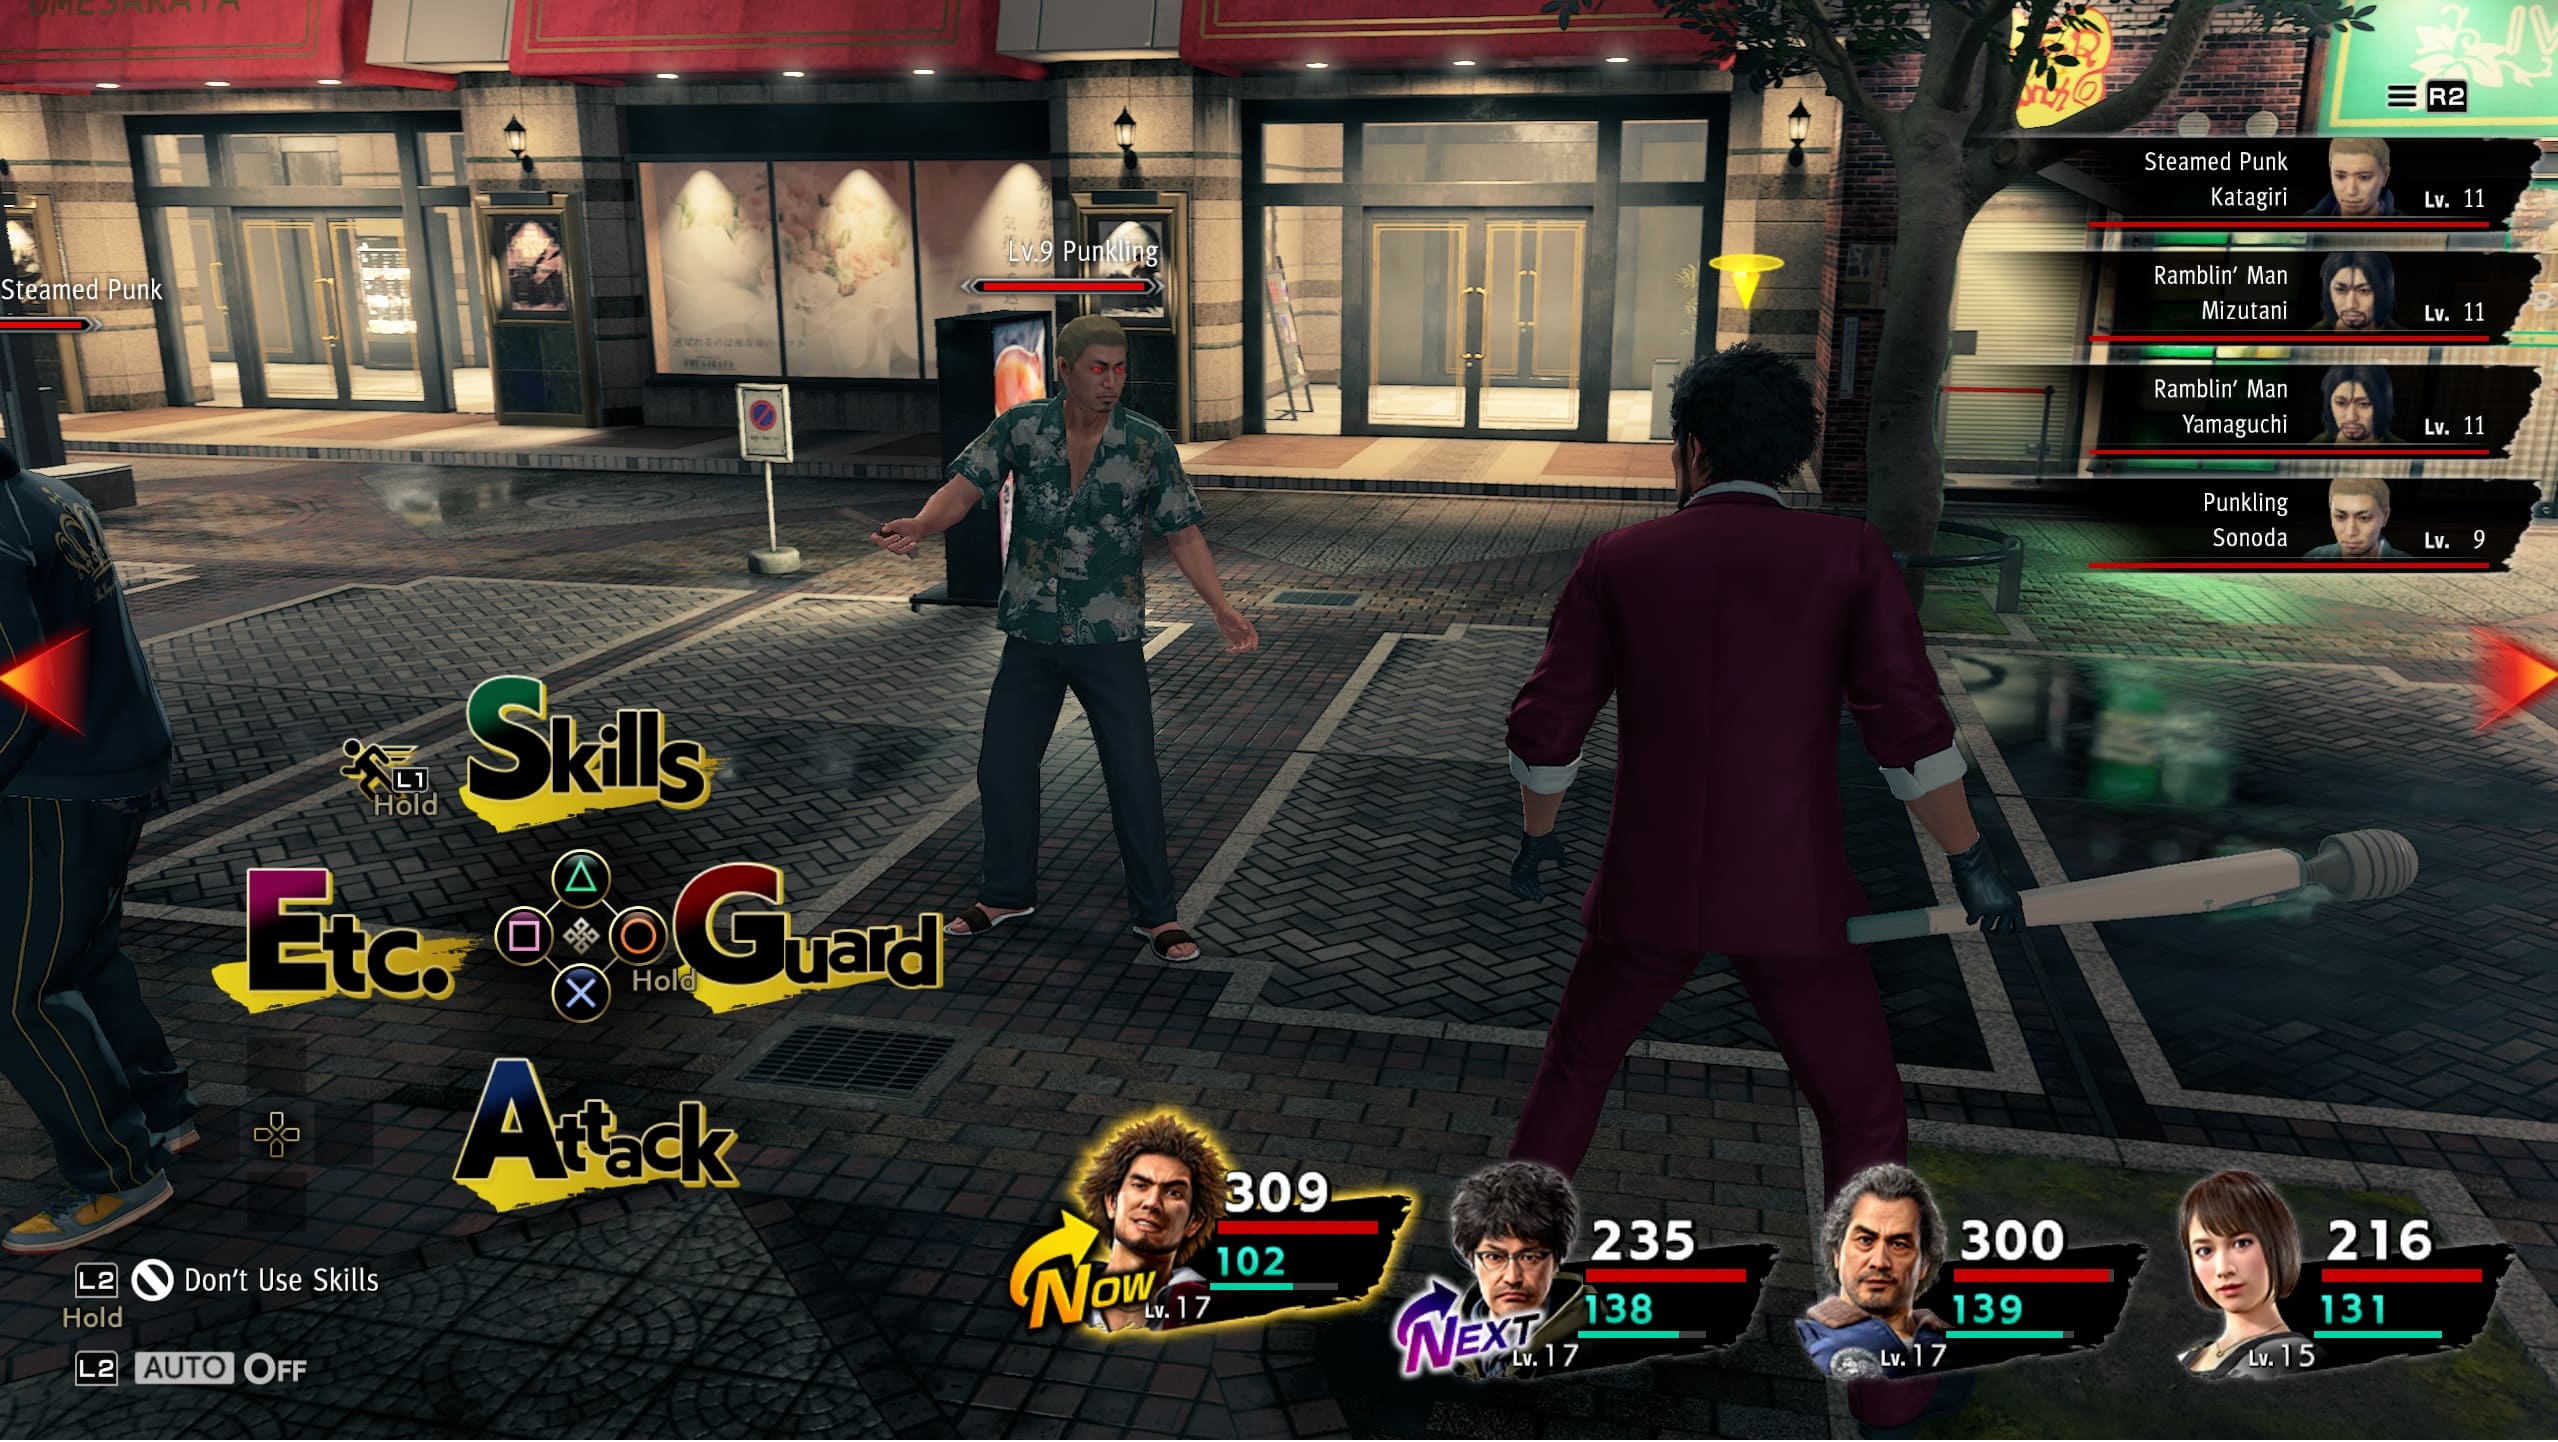 UMESAKAYA
R2
Steamed Punk
Katagiri
Lv. 11
Ramblin' Man
Mizutani
Lv. 11
Ramblin' Man
Yamaguchi
Lv. 11
Punkling
Sonoda
Lv. 9
Steamed Punk
Lv.9 Punkling
Skills
L1
Hold
Etc.
Guard
Hold
Attack
L2
Don't Use Skills
Hold
L2 AUTO OFF
Now
309
102
Lv.17
Next
235
138
Lv.17
300
139
Lv.17
216
131
Lv.15